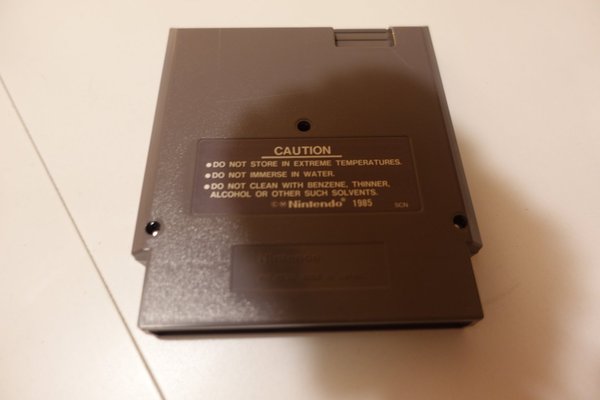 CAUTION
●DO NOT STORE IN EXTREME TEMPERATURES.
●DO NOT IMMERSE IN WATER.
●DO NOT CLEAN WITH BENZENE, THINNER,
ALCOHOL OR OTHER SUCH SOLVENTS.
©M Nintendo® 1985 SCN
Nintendo